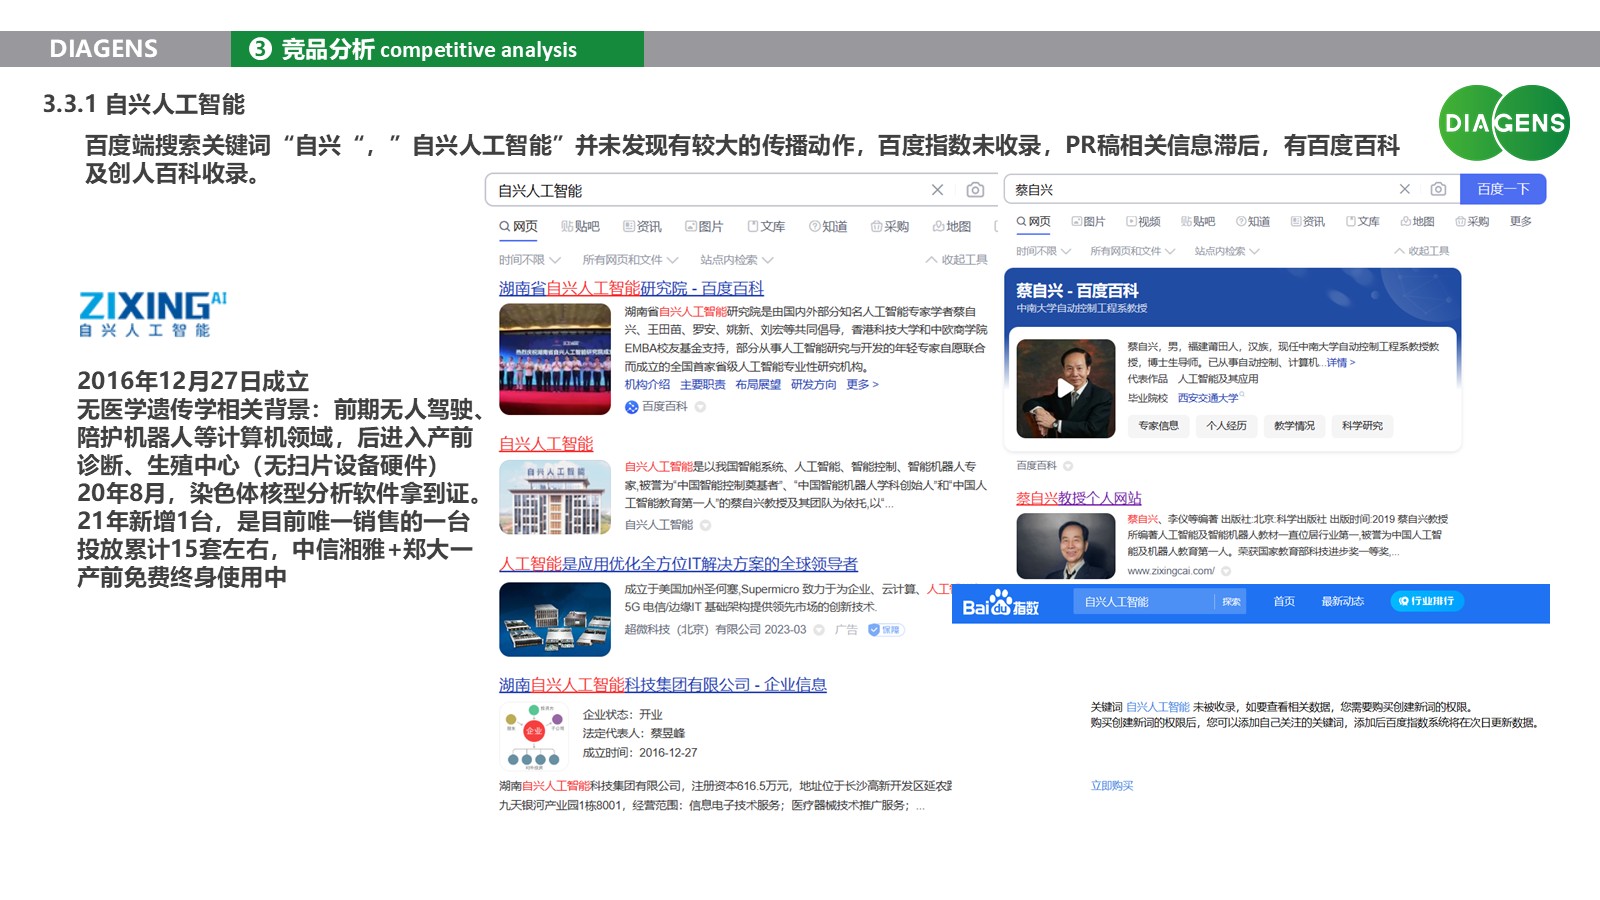 DIAGENS
❸ 竞品分析 competitive analysis
3.3.1 自兴人工智能
百度端搜索关键词“自兴“，”自兴人工智能”并未发现有较大的传播动作，百度指数未收录，PR稿相关信息滞后，有百度百科
及创人百科收录。
DIAGENS
ZIXING AI
自兴人工智能
2016年12月27日成立
无医学遗传学相关背景：前期无人驾驶、
陪护机器人等计算机领域，后进入产前
诊断、生殖中心（无扫片设备硬件）
20年8月，染色体核型分析软件拿到证。
21年新增1台，是目前唯一销售的一台
投放累计15套左右，中信湘雅+郑大一
产前免费终身使用中
自兴人工智能
网页 贴吧 资讯 图片 文库 知道 采购 地图
时间不限 所有网页和文件 站点内检索 收起工具
湖南省自兴人工智能研究院 - 百度百科
热烈庆祝湖南省自兴人工智能研究院成
湖南省自兴人工智能研究院是由国内外部分知名人工智能专家学者蔡自
兴、王田苗、罗安、姚新、刘宏等共同倡导，香港科技大学和中欧商学院
EMBA校友基金支持，部分从事人工智能研究与开发的年轻专家自愿联合
而成立的全国首家省级人工智能专业性研究机构。
机构介绍 主要职责 布局展望 研发方向 更多 >
百度百科
自兴人工智能
自兴人工智能
自兴人工智能是以我国智能系统、人工智能、智能控制、智能机器人专
家,被誉为“中国智能控制奠基者”、“中国智能机器人学科创始人”和“中国人
工智能教育第一人”的蔡自兴教授及其团队为依托,以“...
自兴人工智能
人工智能是应用优化全方位IT解决方案的全球领导者
成立于美国加州圣何塞,Supermicro 致力于为企业、云计算、人工
5G 电信/边缘IT 基础架构提供领先市场的创新技术.
超微科技（北京）有限公司 2023-03 广告 保障
湖南自兴人工智能科技集团有限公司 - 企业信息
企业
企业状态：开业
法定代表人：蔡昱峰
成立时间：2016-12-27
湖南自兴人工智能科技集团有限公司，注册资本616.5万元，地址位于长沙高新开发区延农
九天银河产业园1栋8001，经营范围：信息电子技术服务；医疗器械技术推广服务；...
蔡自兴
百度一下
网页 图片 视频 贴吧 知道 资讯 文库 地图 采购 更多
时间不限 所有网页和文件 站点内检索 收起工具
蔡自兴 - 百度百科
中南大学自动控制工程系教授
蔡自兴，男，福建莆田人，汉族，现任中南大学自动控制工程系教授教
授，博士生导师。已从事自动控制、计算机...详情 >
代表作品 人工智能及其应用
毕业院校 西安交通大学
专家信息 个人经历 教学情况 科学研究
百度百科
蔡自兴教授个人网站
蔡自兴、李仪等编著 出版社:北京:科学出版社 出版时间:2019 蔡自兴教授
所编著人工智能及智能机器人教材一直位居行业第一,被誉为中国人工智
能及机器人教育第一人。荣获国家教育部科技进步奖一等奖,...
www.zixingcai.com/
Baidu指数 自兴人工智能 探索 首页 最新动态 行业排行
关键词 自兴人工智能 未被收录，如要查看相关数据，您需要购买创建新词的权限。
购买创建新词的权限后，您可以添加自己关注的关键词，添加后百度指数系统将在次日更新数据。
立即购买